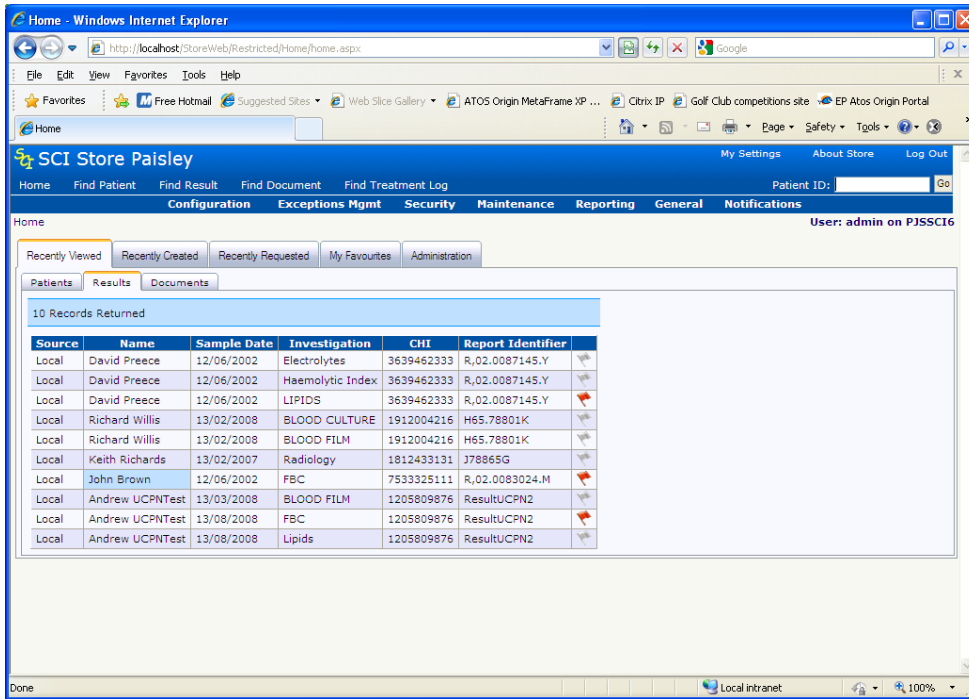 Home - Windows Internet Explorer
http://localhost/StoreWeb/Restricted/Home/home.aspx Google
File Edit View Favorites Tools Help x
Favorites Free Hotmail Suggested Sites Web Slice Gallery ATOS Origin MetaFrame XP ... Citrix IP Golf Club competitions site EP Atos Origin Portal
Home Page Safety Tools »
SCI Store Paisley My Settings About Store Log Out
Home Find Patient Find Result Find Document Find Treatment Log Patient ID: Go
Configuration Exceptions Mgmt Security Maintenance Reporting General Notifications
Home User: admin on PJSSCI6
Recently Viewed Recently Created Recently Requested My Favourites Administration
Patients Results Documents
10 Records Returned
Source Name Sample Date Investigation CHI Report Identifier
Local David Preece 12/06/2002 Electrolytes 3639462333 R,02.0087145.Y
Local David Preece 12/06/2002 Haemolytic Index 3639462333 R,02.0087145.Y
Local David Preece 12/06/2002 LIPIDS 3639462333 R,02.0087145.Y
Local Richard Willis 13/02/2008 BLOOD CULTURE 1912004216 H65.78801K
Local Richard Willis 13/02/2008 BLOOD FILM 1912004216 H65.78801K
Local Keith Richards 13/02/2007 Radiology 1812433131 J78865G
Local John Brown 12/06/2002 FBC 7533325111 R,02.0083024.M
Local Andrew UCPNTest 13/03/2008 BLOOD FILM 1205809876 ResultUCPN2
Local Andrew UCPNTest 13/08/2008 FBC 1205809876 ResultUCPN2
Local Andrew UCPNTest 13/08/2008 Lipids 1205809876 ResultUCPN2
Done Local intranet 100%